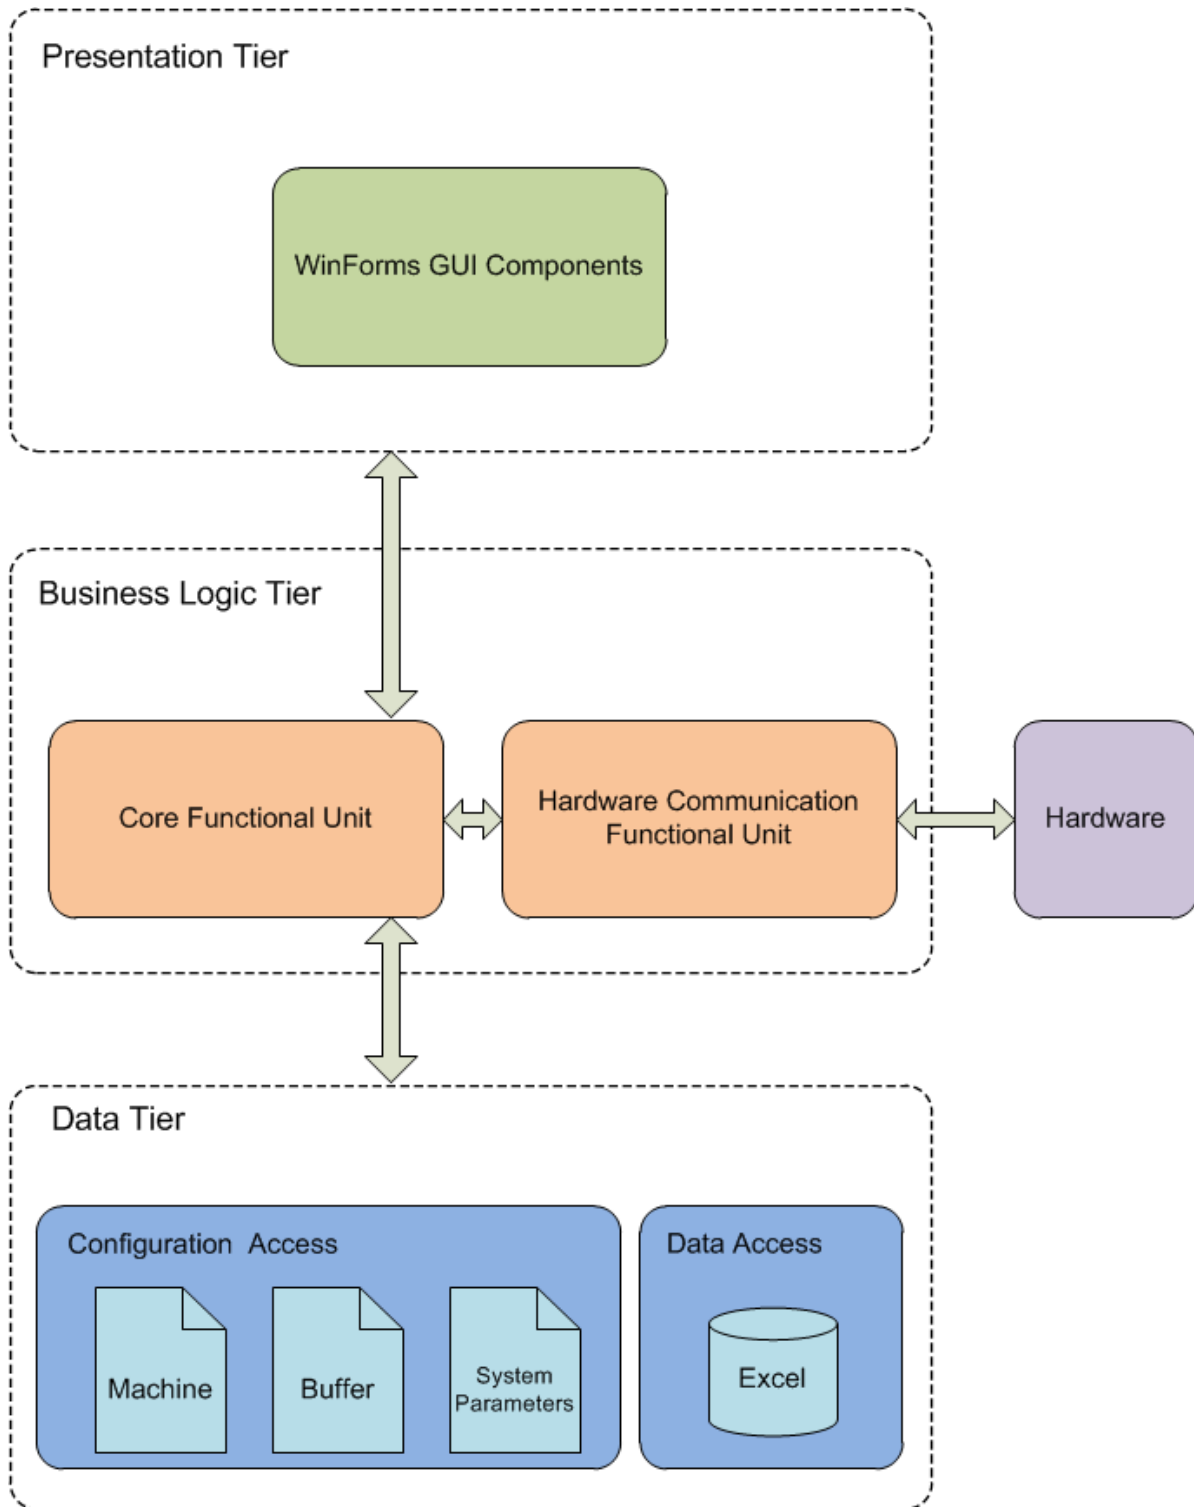 Presentation Tier
WinForms GUI Components
Business Logic Tier
Core Functional Unit
Hardware Communication
Functional Unit
Hardware
Data Tier
Configuration Access
Machine
Buffer
System
Parameters
Data Access
Excel